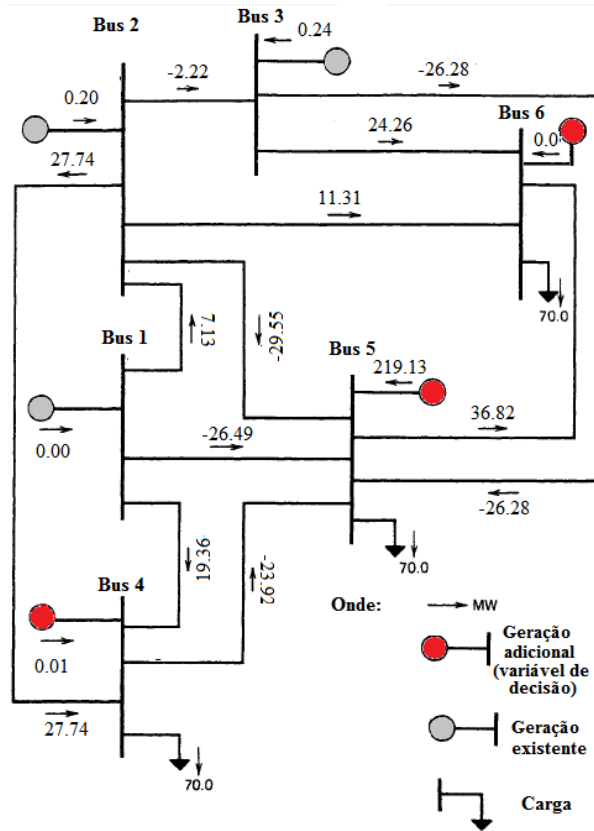 Bus 3
Bus 2
0.24
-2.22
-26.28
Bus 6
0.20
24.26
0.0
27.74
11.31
70.0
Bus 1
7.13
-29.55
Bus 5
219.13
36.82
0.00
-26.49
-26.28
19.36
-23.92
70.0
Bus 4
Onde:
MW
0.01
Geração
adicional
(variável de
decisão)
27.74
Geração
existente
70.0
Carga